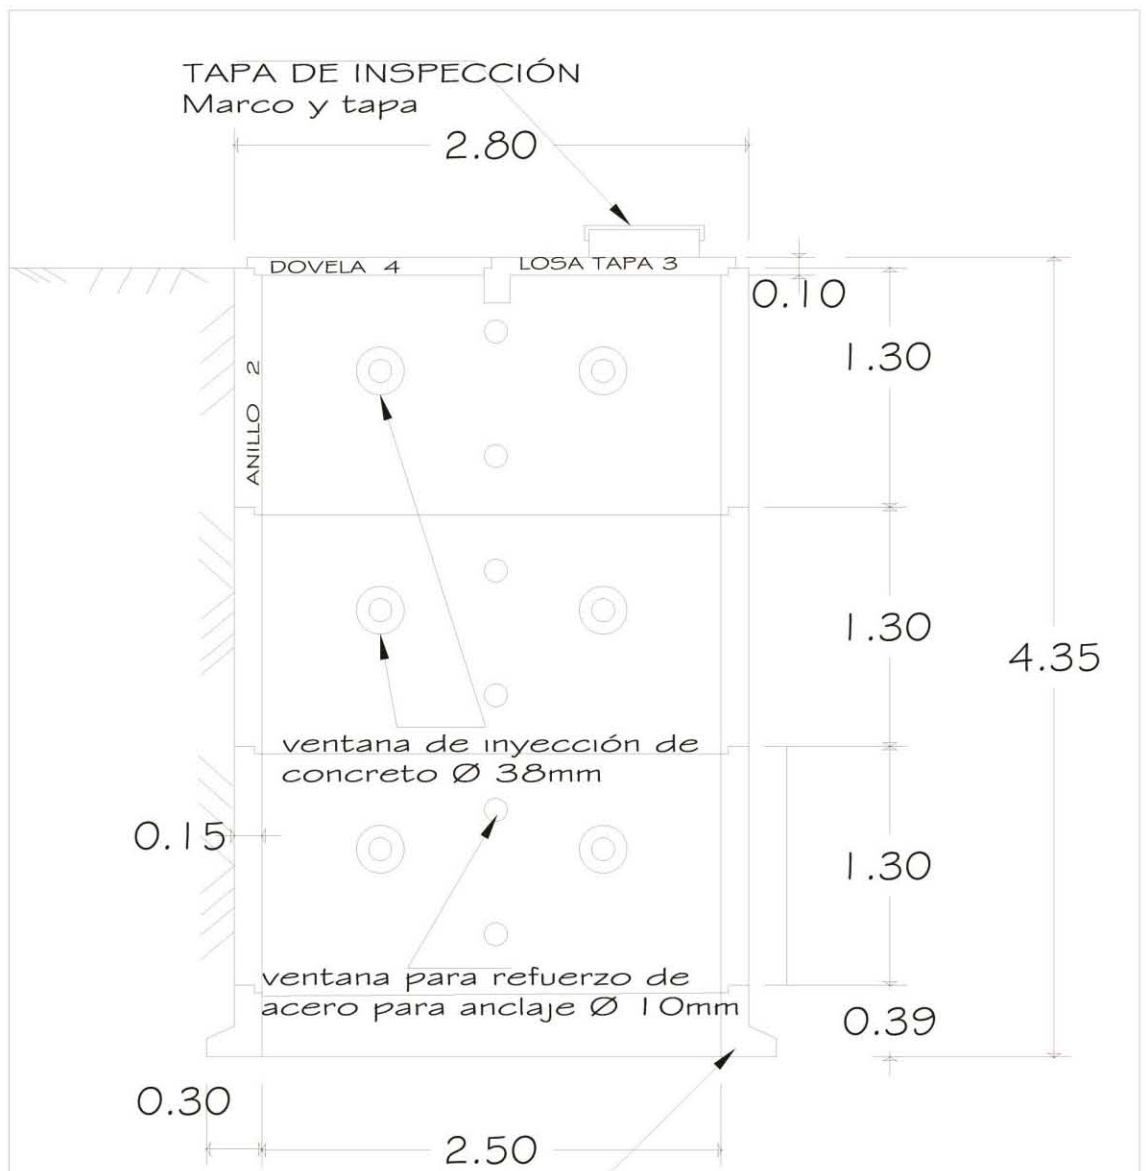 TAPA DE INSPECCIÓN
Marco y tapa
2.80
DOVELA 4
LOSA TAPA 3
0.10
1.30
ANILLO 2
1.30
4.35
ventana de inyección de
concreto Ø 38mm
0.15
1.30
ventana para refuerzo de
acero para anclaje Ø 10mm
0.39
0.30
2.50